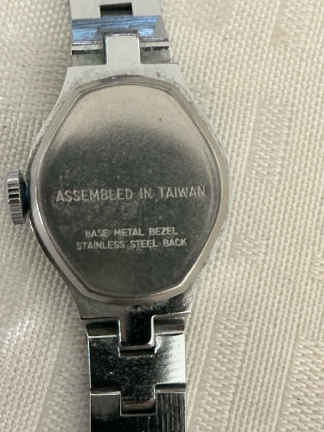 ASSEMBLED IN TAIWAN
BASE METAL BEZEL
STAINLESS STEEL BACK